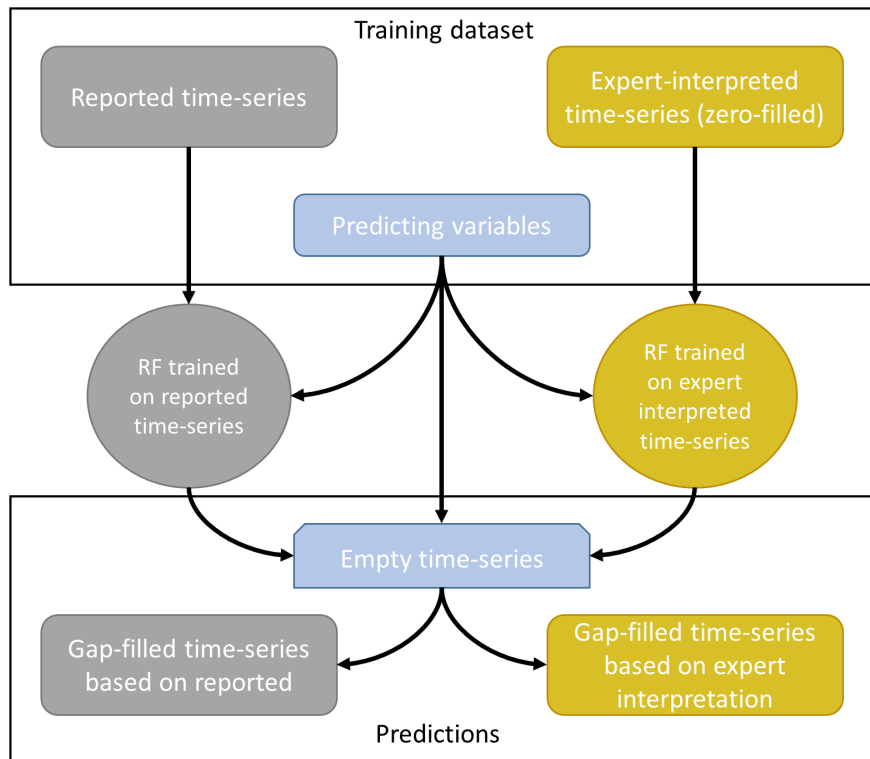 Training dataset
Reported time-series
Expert-interpreted
time-series (zero-filled)
Predicting variables
RF trained
on reported
time-series
RF trained
on expert
interpreted
time-series
Empty time-series
Gap-filled time-series
based on reported
Gap-filled time-series
based on expert
interpretation
Predictions